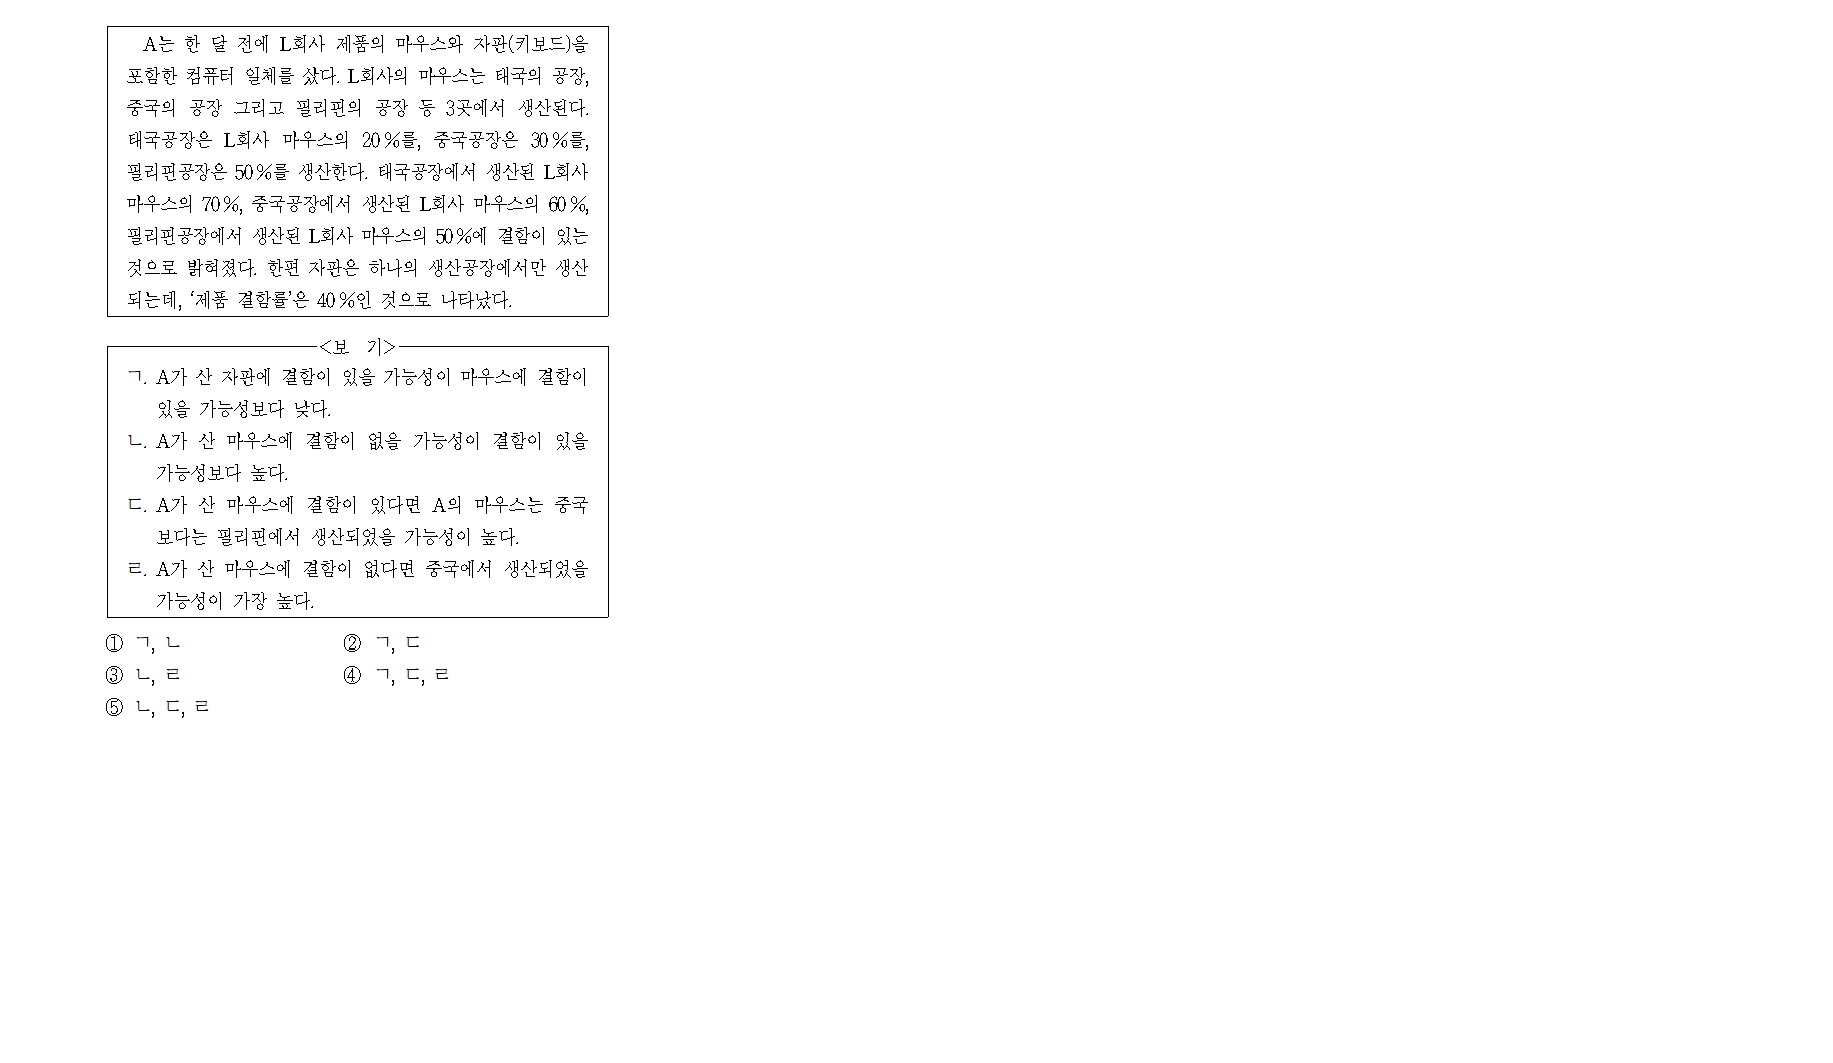 A는 한 달 전에 L회사 제품의 마우스와 자판(키보드)을
포함한 컴퓨터 일체를 샀다. L회사의 마우스는 태국의 공장,
중국의 공장 그리고 필리핀의 공장 등 3곳에서 생산된다.
태국공장은 L회사 마우스의 20%를, 중국공장은 30%를,
필리핀공장은 50%를 생산한다. 태국공장에서 생산된 L회사
마우스의 70%, 중국공장에서 생산된 L회사 마우스의 60%,
필리핀공장에서 생산된 L회사 마우스의 50%에 결함이 있는
것으로 밝혀졌다. 한편 자판은 하나의 생산공장에서만 생산
되는데, ‘제품 결함률’은 40%인 것으로 나타났다.
<보 기>
ㄱ. A가 산 자판에 결함이 있을 가능성이 마우스에 결함이
있을 가능성보다 낮다.
ㄴ. A가 산 마우스에 결함이 없을 가능성이 결함이 있을
가능성보다 높다.
ㄷ. A가 산 마우스에 결함이 있다면 A의 마우스는 중국
보다는 필리핀에서 생산되었을 가능성이 높다.
ㄹ. A가 산 마우스에 결함이 없다면 중국에서 생산되었을
가능성이 가장 높다.
① ㄱ, ㄴ ② ㄱ, ㄷ
③ ㄴ, ㄹ ④ ㄱ, ㄷ, ㄹ
⑤ ㄴ, ㄷ, ㄹ